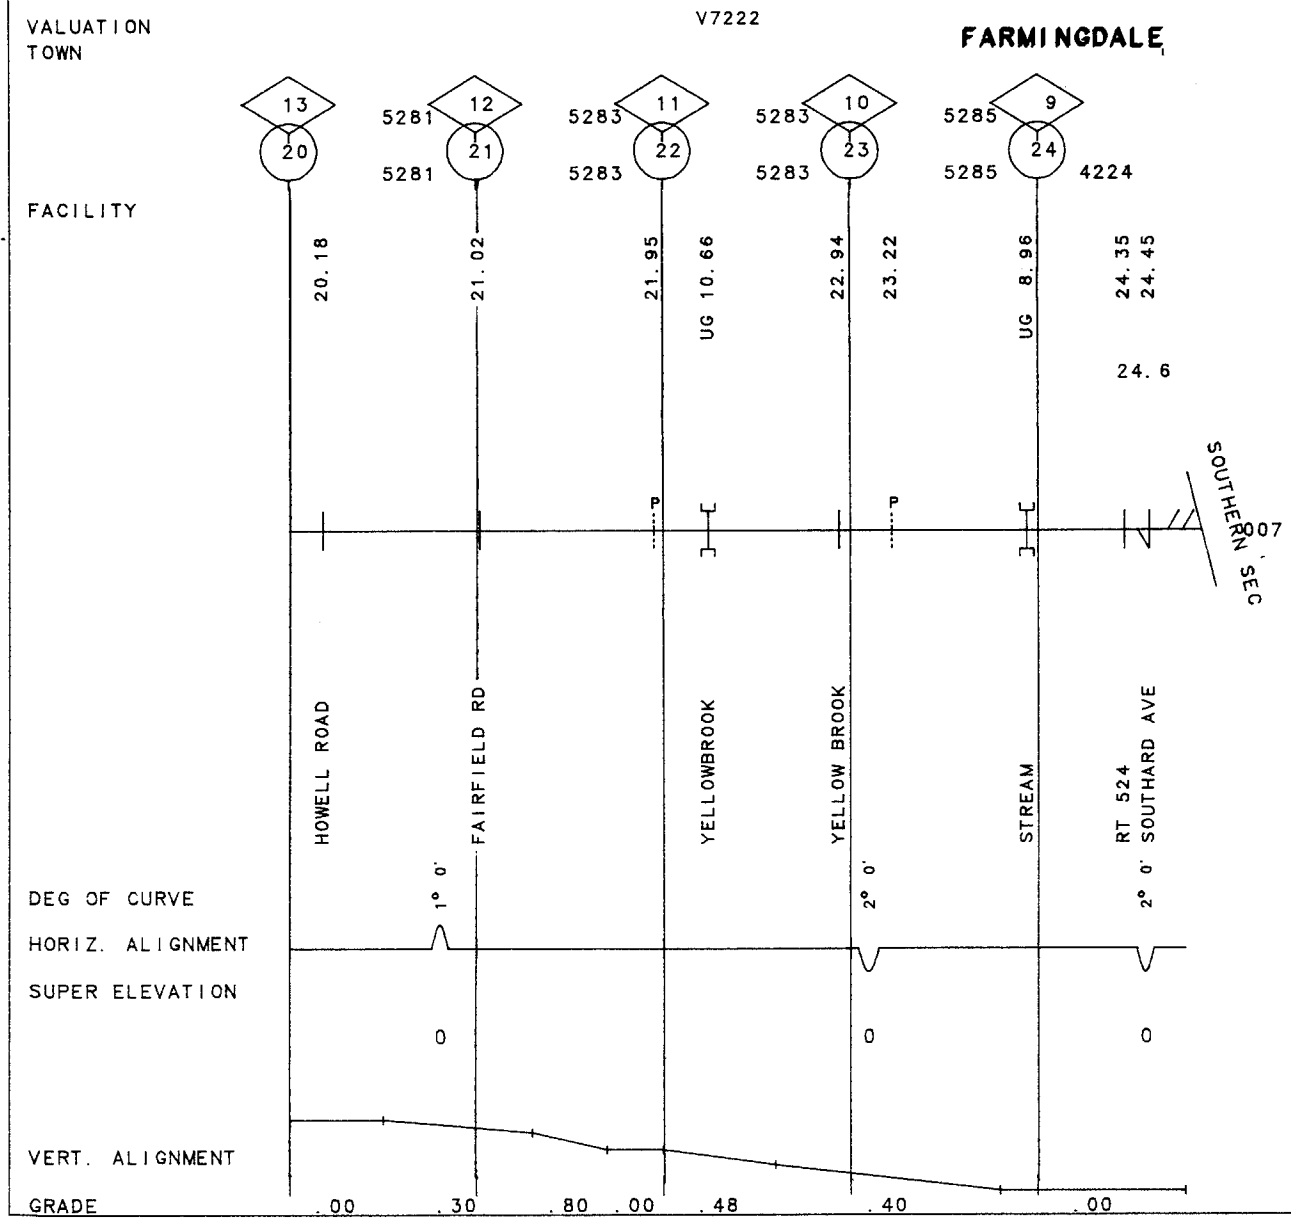 VALUATION
TOWN
V7222
FARMINGDALE
13
12
11
10
9
5281
5283
5283
5285
20
21
22
23
24
5281
5283
5283
5285
4224
FACILITY
20.18
21.02
21.95
UG 10.66
22.94
23.22
UG 8.96
24.35
24.45
24.6
P
P
SOUTHERN SEC
007
HOWELL ROAD
FAIRFIELD RD
YELLOWBROOK
YELLOW BROOK
STREAM
RT 524
SOUTHARD AVE
DEG OF CURVE
1° 0'
2° 0'
2° 0'
HORIZ. ALIGNMENT
SUPER ELEVATION
0
0
0
VERT. ALIGNMENT
GRADE
.00
.30
.80
.00
.48
.40
.00